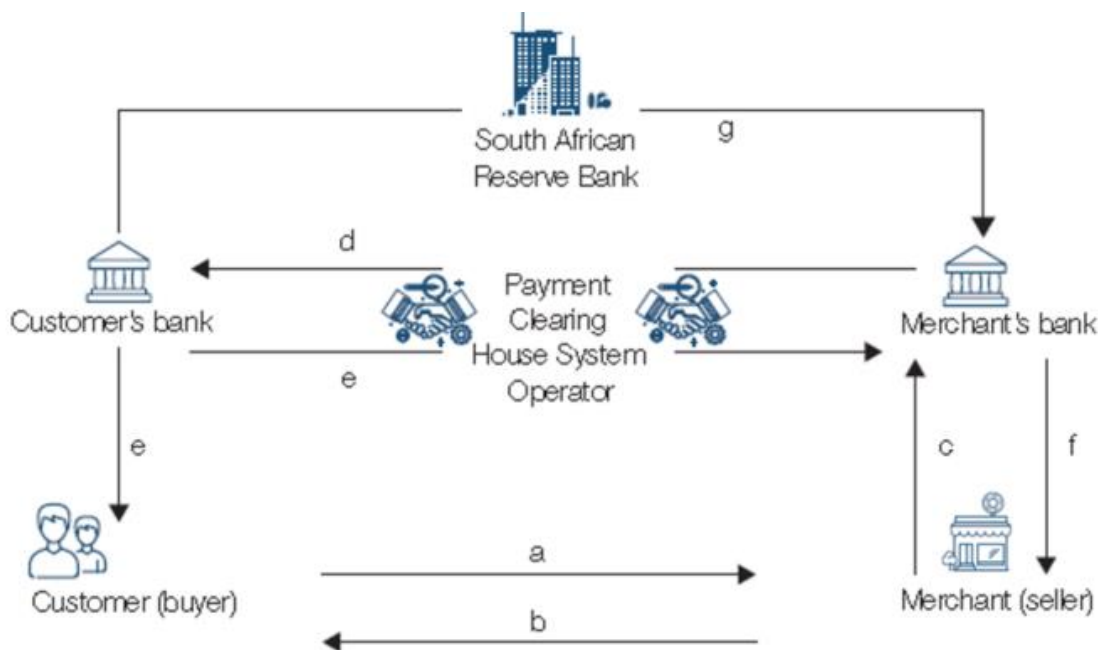 South African
Reserve Bank
g
d
Customer's bank
Payment
Clearing
House System
Operator
Merchant's bank
e
e
c
f
a
Customer (buyer)
Merchant (seller)
b